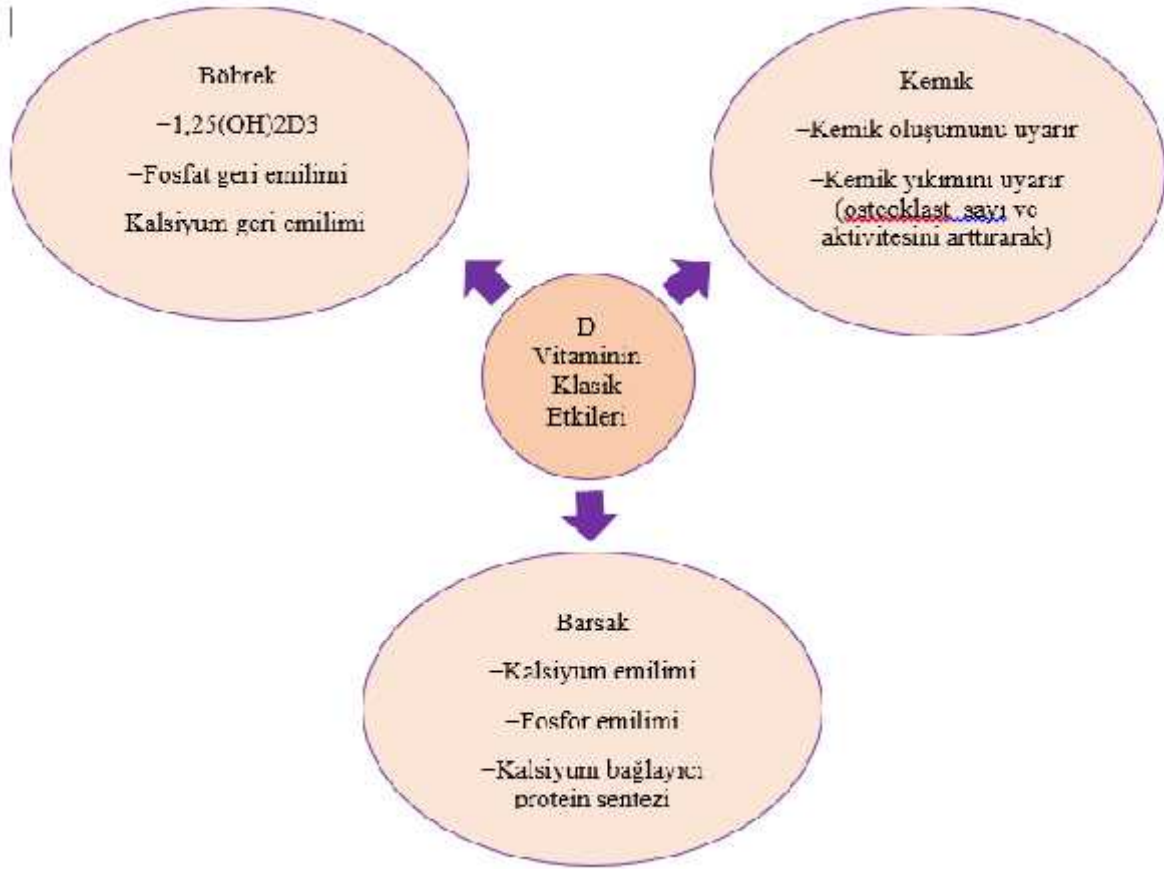 Böbrek
–1,25(OH)2D3
–Fosfat geri emilimi
Kalsiyum geri emilimi
Kemik
–Kemik oluşumunu uyarır
–Kemik yıkımını uyarır
(osteoklast sayı ve
aktivitesini arttırarak)
D
Vitaminin
Klasik
Etkileri
Barsak
–Kalsiyum emilimi
–Fosfor emilimi
–Kalsiyum bağlayıcı
protein sentezi